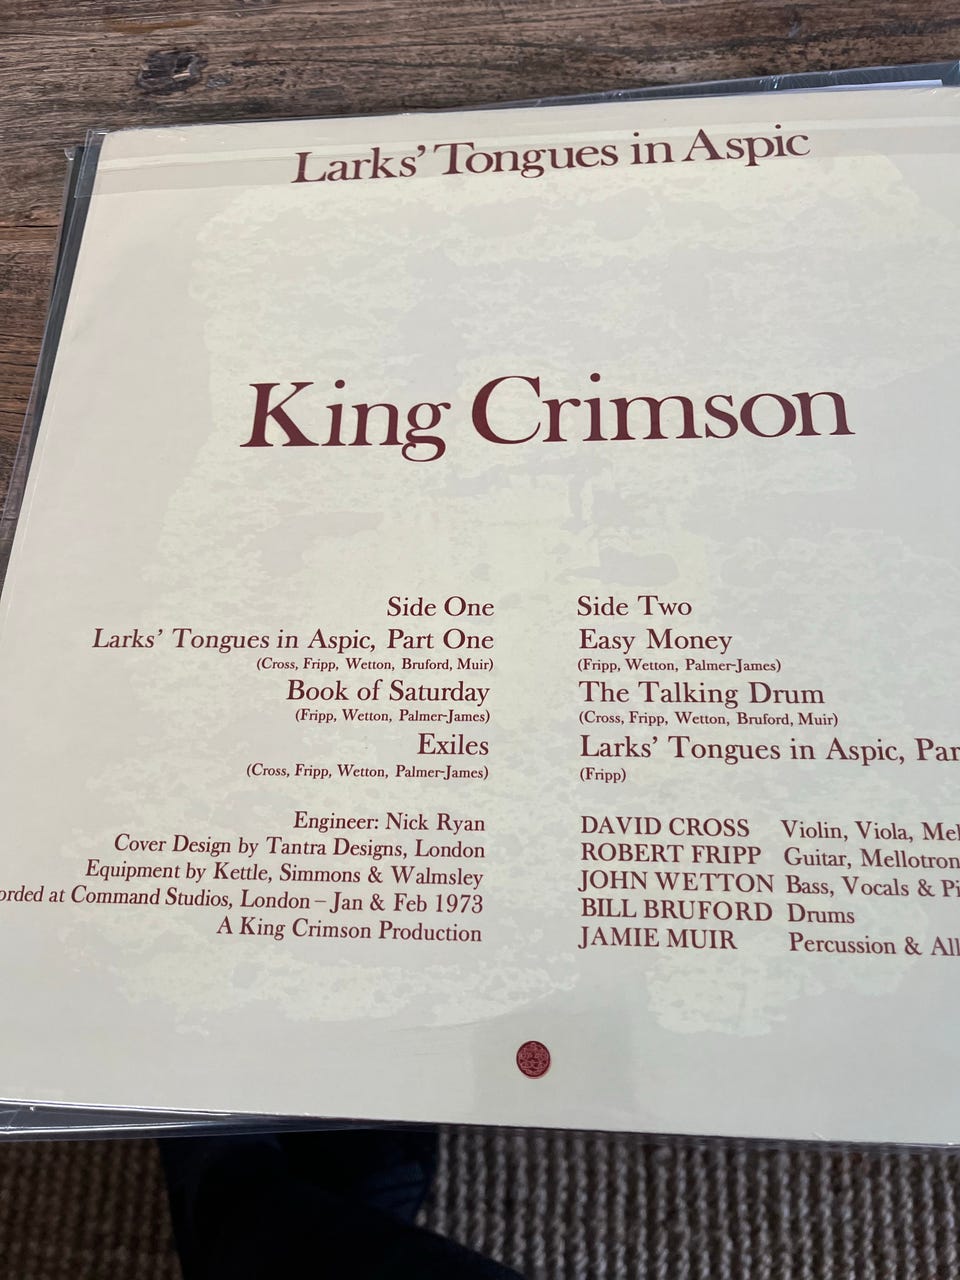 Larks' Tongues in Aspic
King Crimson
Side One
Larks' Tongues in Aspic, Part One
(Cross, Fripp, Wetton, Bruford, Muir)
Book of Saturday
(Fripp, Wetton, Palmer-James)
Exiles
(Cross, Fripp, Wetton, Palmer-James)
Side Two
Easy Money
(Fripp, Wetton, Palmer-James)
The Talking Drum
(Cross, Fripp, Wetton, Bruford, Muir)
Larks' Tongues in Aspic, Par
(Fripp)
Engineer: Nick Ryan
Cover Design by Tantra Designs, London
Equipment by Kettle, Simmons & Walmsley
orded at Command Studios, London – Jan & Feb 1973
A King Crimson Production
DAVID CROSS Violin, Viola, Mel
ROBERT FRIPP Guitar, Mellotron
JOHN WETTON Bass, Vocals & Pi
BILL BRUFORD Drums
JAMIE MUIR Percussion & All